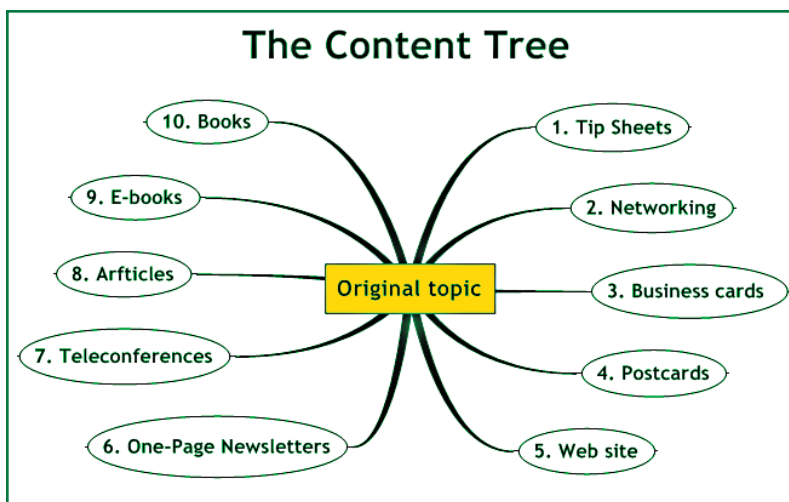 The Content Tree
10. Books
1. Tip Sheets
9. E-books
2. Networking
8. Arfticles
Original topic
3. Business cards
7. Teleconferences
4. Postcards
6. One-Page Newsletters
5. Web site